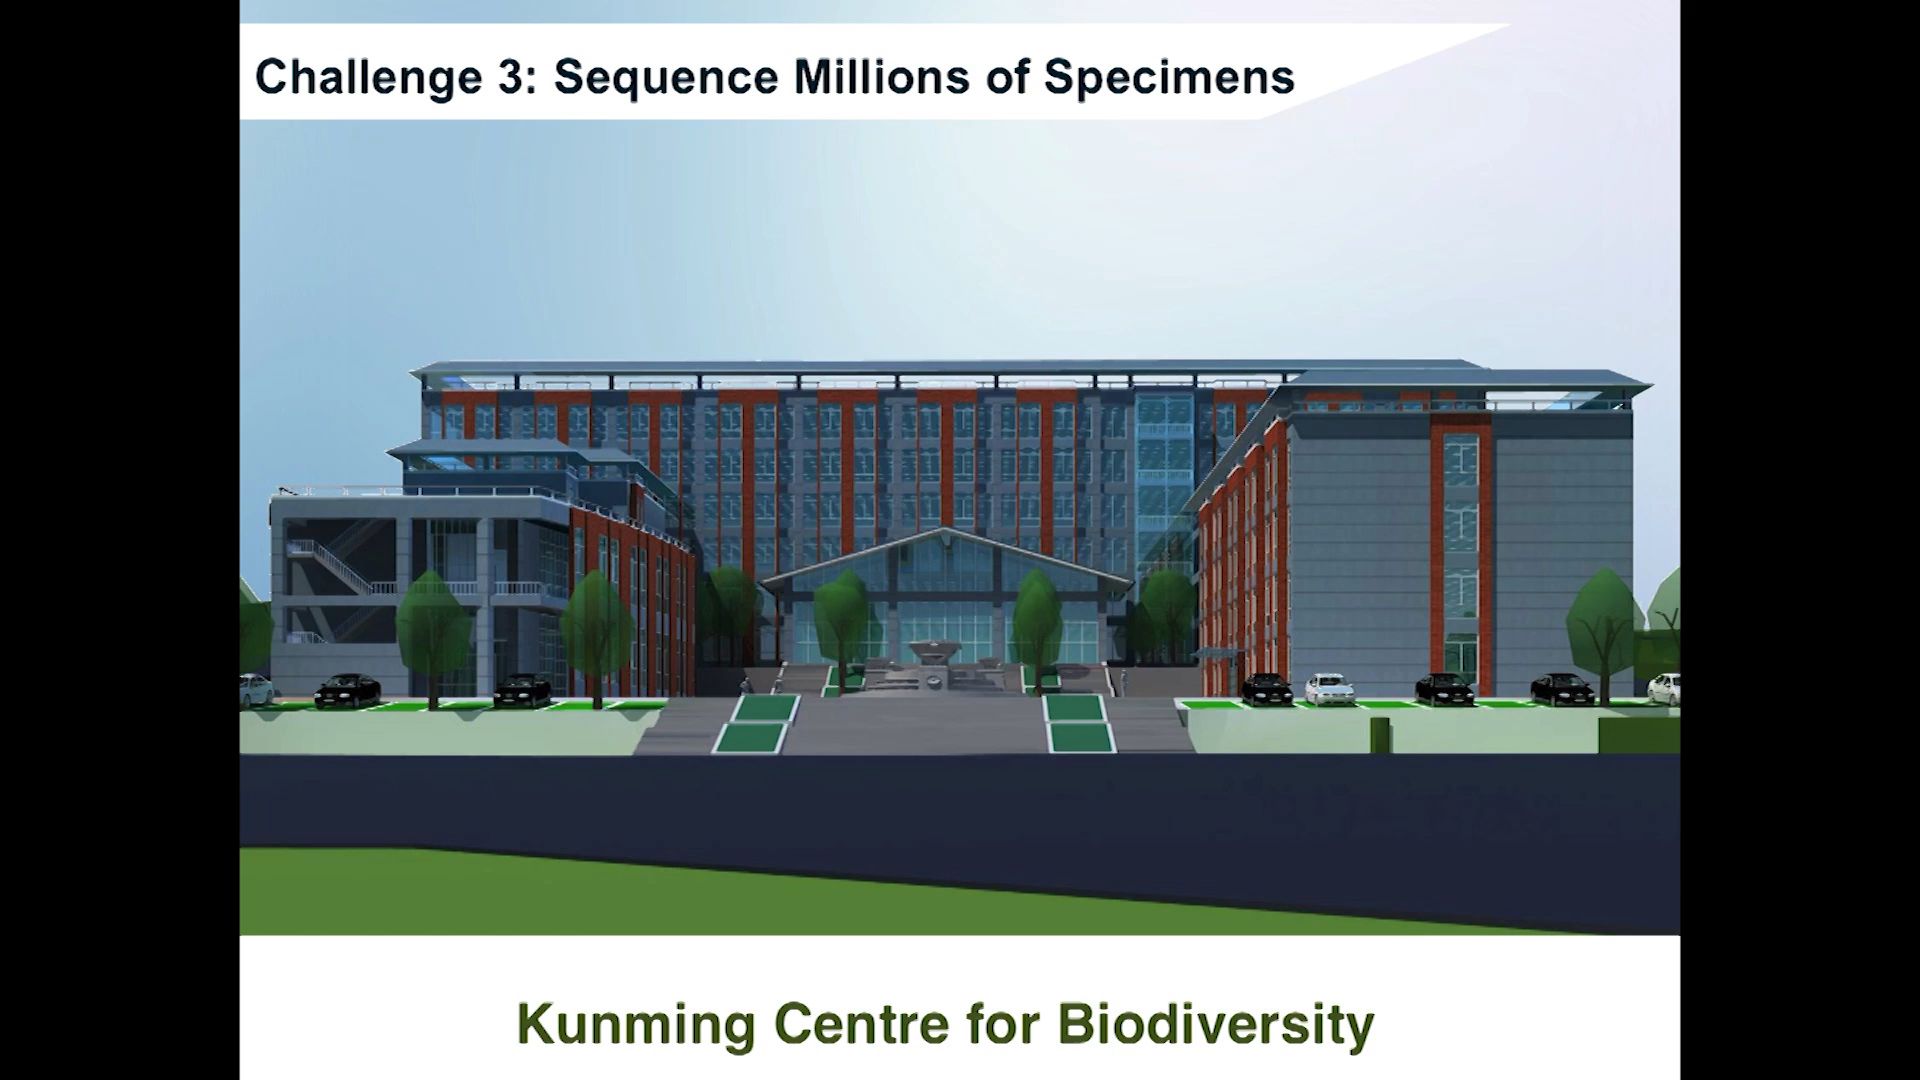 Challenge 3: Sequence Millions of Specimens
Kunming Centre for Biodiversity